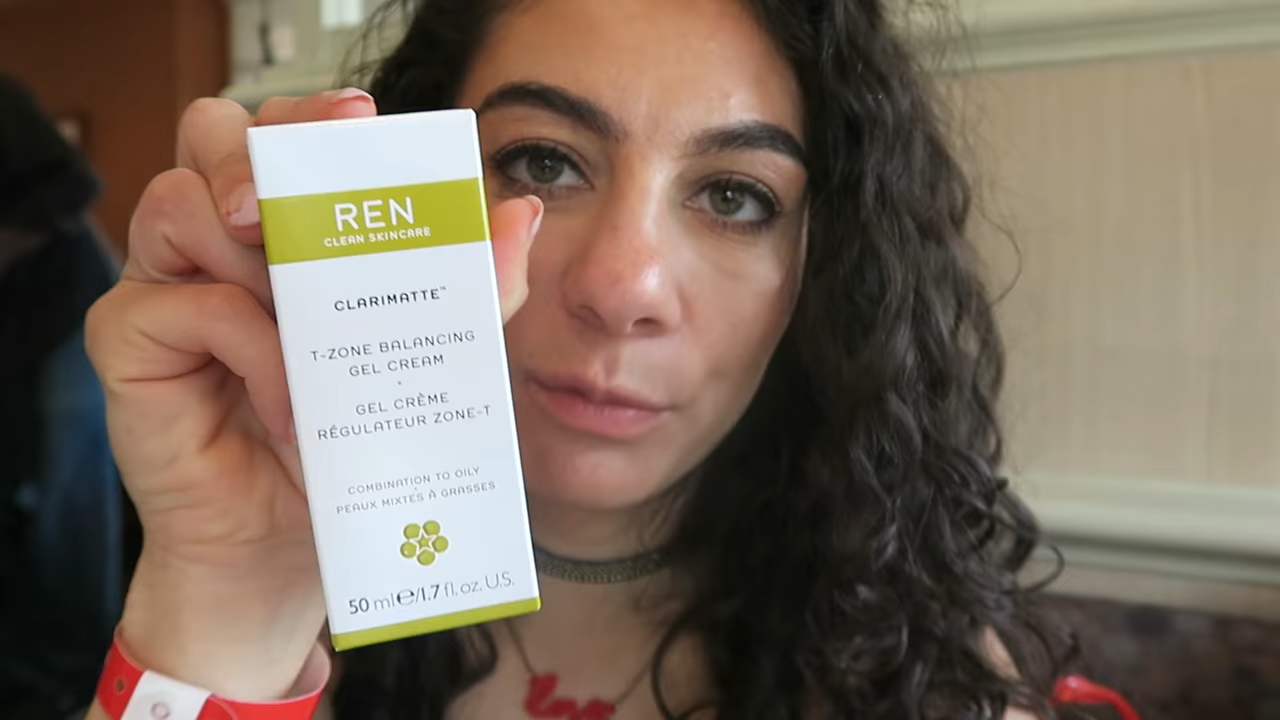 REN
CLEAN SKINCARE
CLARIMATTE™
T-ZONE BALANCING
GEL CREAM
GEL CRÈME
RÉGULATEUR ZONE-T
COMBINATION TO OILY
PEAUX MIXTES À GRASSES
50 ml℮/1.7 fl. oz. U.S.
Love